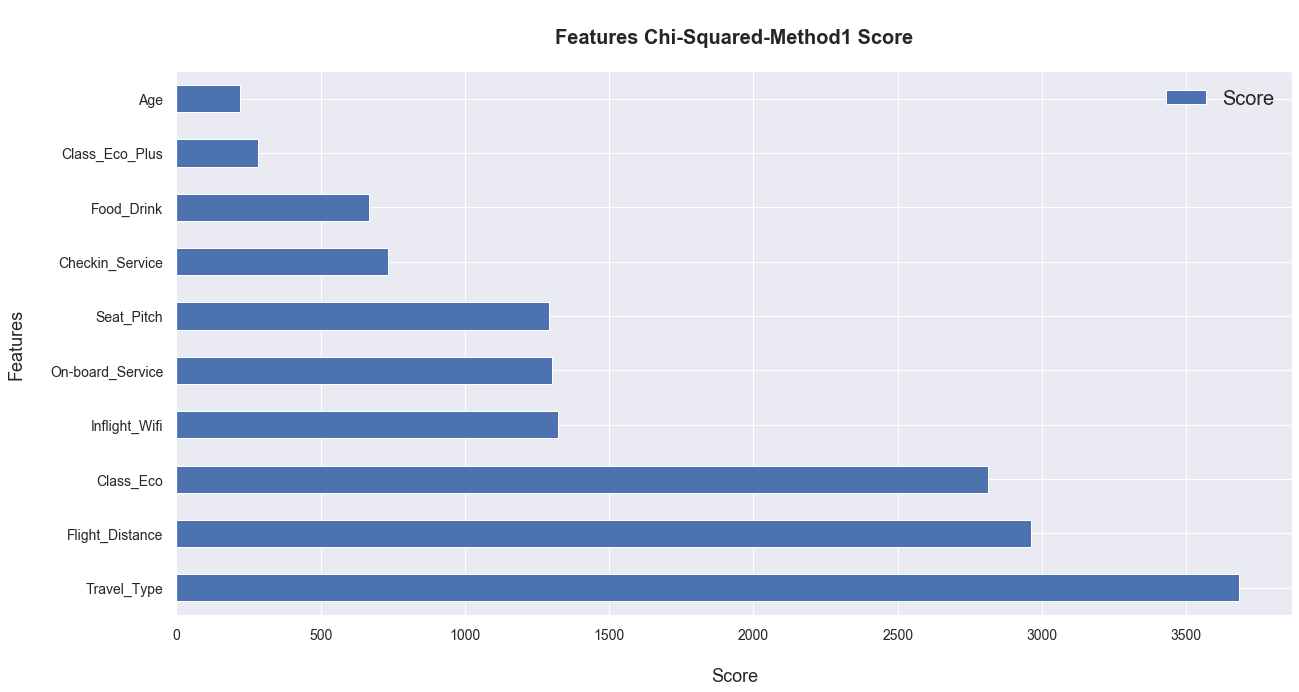 Features Chi-Squared-Method1 Score
Score
Age
Class_Eco_Plus
Food_Drink
Checkin_Service
Seat_Pitch
On-board_Service
Inflight_Wifi
Class_Eco
Flight_Distance
Travel_Type
Features
0 500 1000 1500 2000 2500 3000 3500
Score